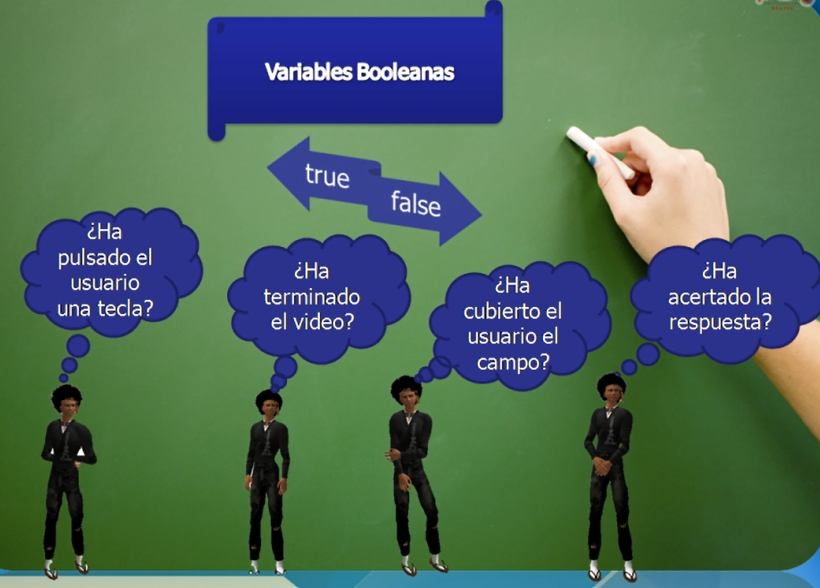 Variables Booleanas
true
false
¿Ha
pulsado el
usuario
una tecla?
¿Ha
terminado
el video?
¿Ha
cubierto el
usuario el
campo?
¿Ha
acertado la
respuesta?